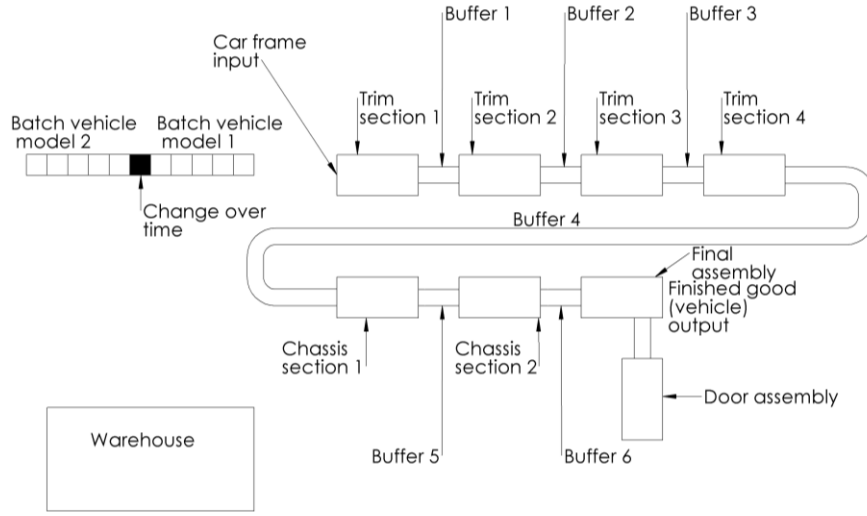 Buffer 1
Buffer 2
Buffer 3
Car frame
input
Trim
section 1
Trim
section 2
Trim
section 3
Trim
section 4
Batch vehicle
model 2
Batch vehicle
model 1
Change over
time
Buffer 4
Final
assembly
Finished good
(vehicle)
output
Chassis
section 1
Chassis
section 2
Door assembly
Warehouse
Buffer 5
Buffer 6